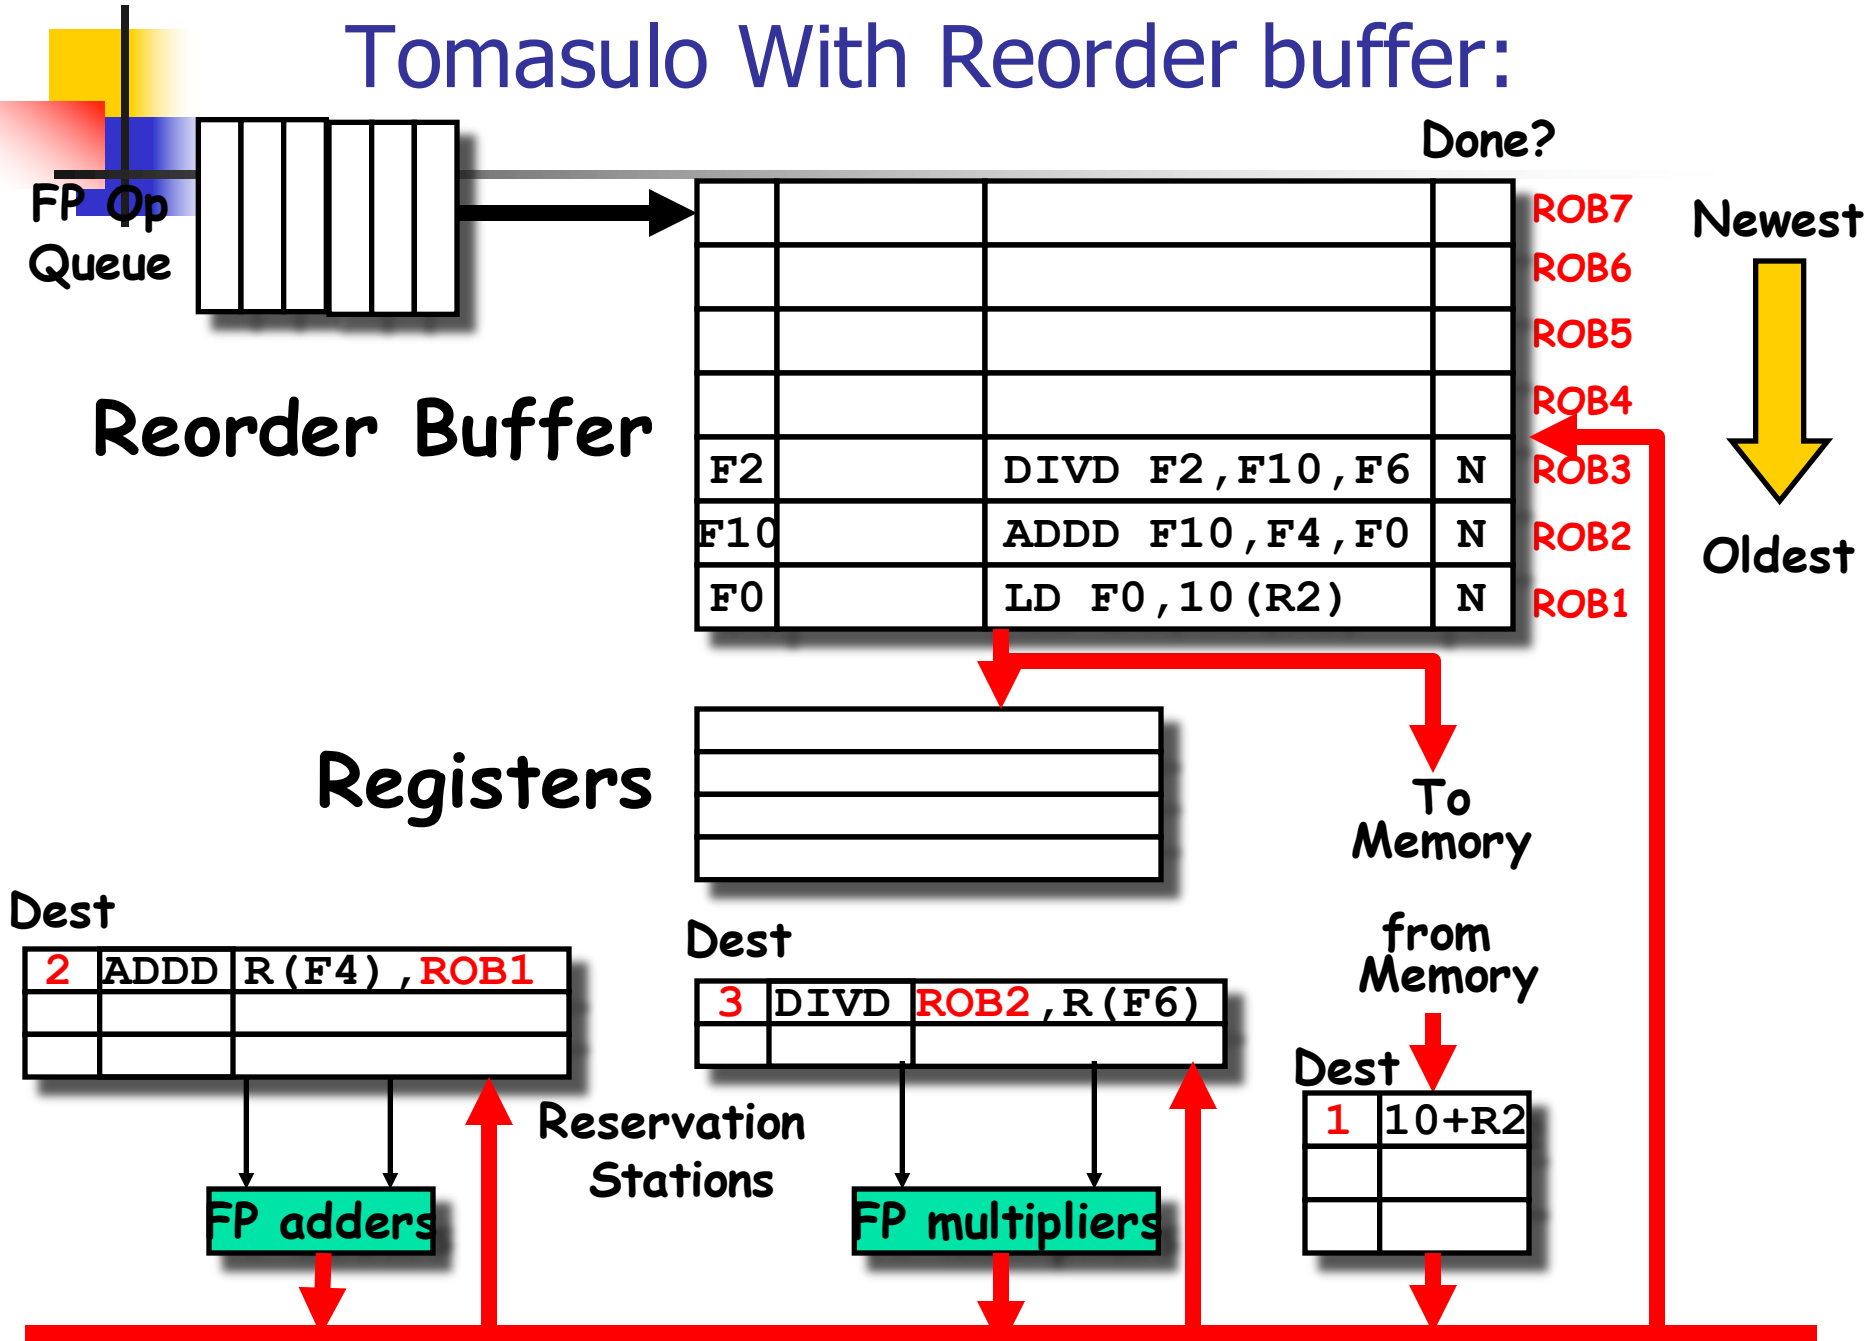 Tomasulo With Reorder buffer:
Done?
FP Op
Queue
ROB7
ROB6
ROB5
ROB4
Newest
Reorder Buffer
F2 DIVD F2,F10,F6 N ROB3
F10 ADDD F10,F4,F0 N ROB2
F0 LD F0,10(R2) N ROB1
Oldest
Registers
To
Memory
Dest
2 ADDD R(F4),ROB1
Dest
3 DIVD ROB2,R(F6)
from
Memory
Dest
1 10+R2
Reservation
Stations
FP adders
FP multipliers